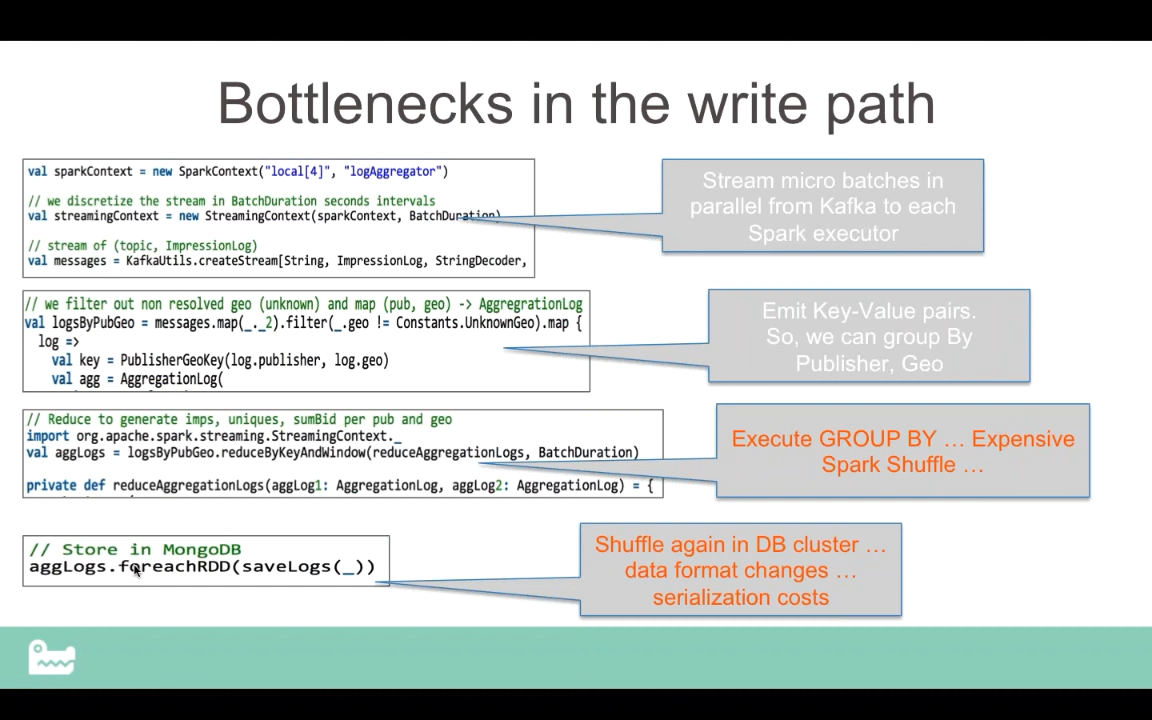 Bottlenecks in the write path
val sparkContext = new SparkContext("local[4]", "logAggregator")
// we discretize the stream in BatchDuration seconds intervals
val streamingContext = new StreamingContext(sparkContext, BatchDuration)
// stream of (topic, ImpressionLog)
val messages = KafkaUtils.createStream[String, ImpressionLog, StringDecoder,
Stream micro batches in
parallel from Kafka to each
Spark executor
// we filter out non resolved geo (unknown) and map (pub, geo) -> AggregrationLog
val logsByPubGeo = messages.map(_._2).filter(_.geo != Constants.UnknownGeo).map {
log =>
val key = PublisherGeoKey(log.publisher, log.geo)
val agg = AggregationLog(
Emit Key-Value pairs.
So, we can group By
Publisher, Geo
// Reduce to generate imps, uniques, sumBid per pub and geo
import org.apache.spark.streaming.StreamingContext._
val aggLogs = logsByPubGeo.reduceByKeyAndWindow(reduceAggregationLogs, BatchDuration)
private def reduceAggregationLogs(aggLog1: AggregationLog, aggLog2: AggregationLog) = {
Execute GROUP BY … Expensive
Spark Shuffle …
// Store in MongoDB
aggLogs.foreachRDD(saveLogs(_))
Shuffle again in DB cluster …
data format changes …
serialization costs